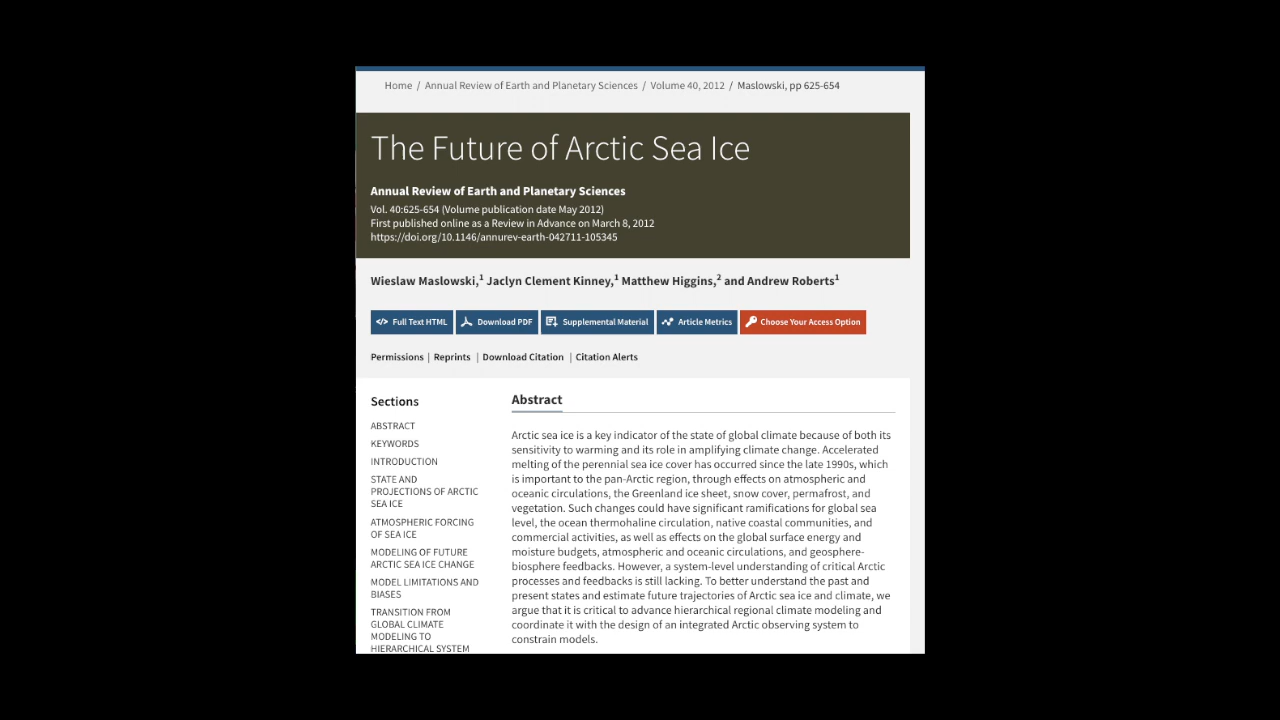 Home / Annual Review of Earth and Planetary Sciences / Volume 40, 2012 / Maslowski, pp 625-654
The Future of Arctic Sea Ice
Annual Review of Earth and Planetary Sciences
Vol. 40:625-654 (Volume publication date May 2012)
First published online as a Review in Advance on March 8, 2012
https://doi.org/10.1146/annurev-earth-042711-105345
Wieslaw Maslowski,1 Jaclyn Clement Kinney,1 Matthew Higgins,2 and Andrew Roberts1
Full Text HTML Download PDF Supplemental Material Article Metrics Choose Your Access Option
Permissions | Reprints | Download Citation | Citation Alerts
Sections
ABSTRACT
KEYWORDS
INTRODUCTION
STATE AND
PROJECTIONS OF ARCTIC
SEA ICE
ATMOSPHERIC FORCING
OF SEA ICE
MODELING OF FUTURE
ARCTIC SEA ICE CHANGE
MODEL LIMITATIONS AND
BIASES
TRANSITION FROM
GLOBAL CLIMATE
MODELING TO
HIERARCHICAL SYSTEM
Abstract
Arctic sea ice is a key indicator of the state of global climate because of both its
sensitivity to warming and its role in amplifying climate change. Accelerated
melting of the perennial sea ice cover has occurred since the late 1990s, which
is important to the pan-Arctic region, through effects on atmospheric and
oceanic circulations, the Greenland ice sheet, snow cover, permafrost, and
vegetation. Such changes could have significant ramifications for global sea
level, the ocean thermohaline circulation, native coastal communities, and
commercial activities, as well as effects on the global surface energy and
moisture budgets, atmospheric and oceanic circulations, and geosphere-
biosphere feedbacks. However, a system-level understanding of critical Arctic
processes and feedbacks is still lacking. To better understand the past and
present states and estimate future trajectories of Arctic sea ice and climate, we
argue that it is critical to advance hierarchical regional climate modeling and
coordinate it with the design of an integrated Arctic observing system to
constrain models.